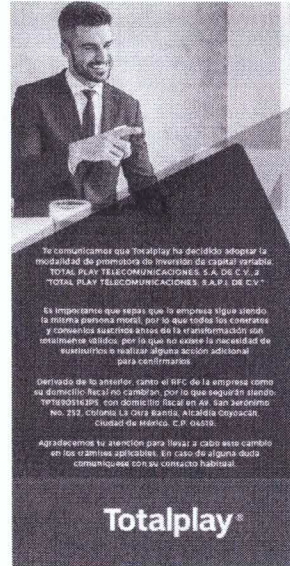 Te comunicamos que Totalplay ha decidido adoptar la
modalidad de promotora de inversión de capital variable.
TOTAL PLAY TELECOMUNICACIONES, S.A. DE C.V., a
"TOTAL PLAY TELECOMUNICACIONES, S.A.P.I. DE C.V."
Es importante que sepas que la empresa sigue siendo
la misma persona moral, por lo que todos los contratos
y convenios suscritos antes de la transformación son
totalmente válidos, por lo que no existe la necesidad de
sustituirlos o realizar alguna acción adicional
para confirmarlos.
Derivado de lo anterior, tanto el RFC de la empresa como
su domicilio fiscal no cambian, por lo que seguirán siendo:
con domicilio fiscal en AV. San Jerónimo
No. 252, Colonia La Otra Banda, Alcaldía Coyoacán,
Ciudad de México, C.P. 04519.
Agradecemos tu atención para llevar a cabo este cambio
en los trámites aplicables. En caso de alguna duda
comuníquese con su contacto habitual.
Totalplay